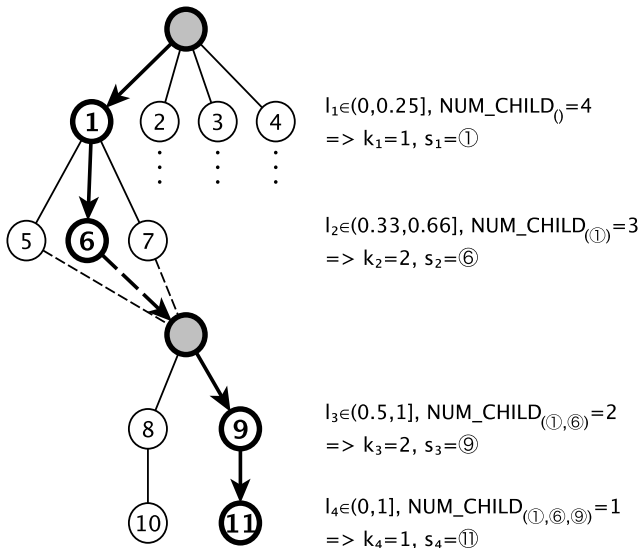 1
2
3
4
l₁∈(0,0.25], NUM_CHILD₍₎=4
=> k₁=1, s₁=①
5
6
7
l₂∈(0.33,0.66], NUM_CHILD₍①₎=3
=> k₂=2, s₂=⑥
8
9
l₃∈(0.5,1], NUM_CHILD₍①,⑥₎=2
=> k₃=2, s₃=⑨
10
11
l₄∈(0,1], NUM_CHILD₍①,⑥,⑨₎=1
=> k₄=1, s₄=⑪